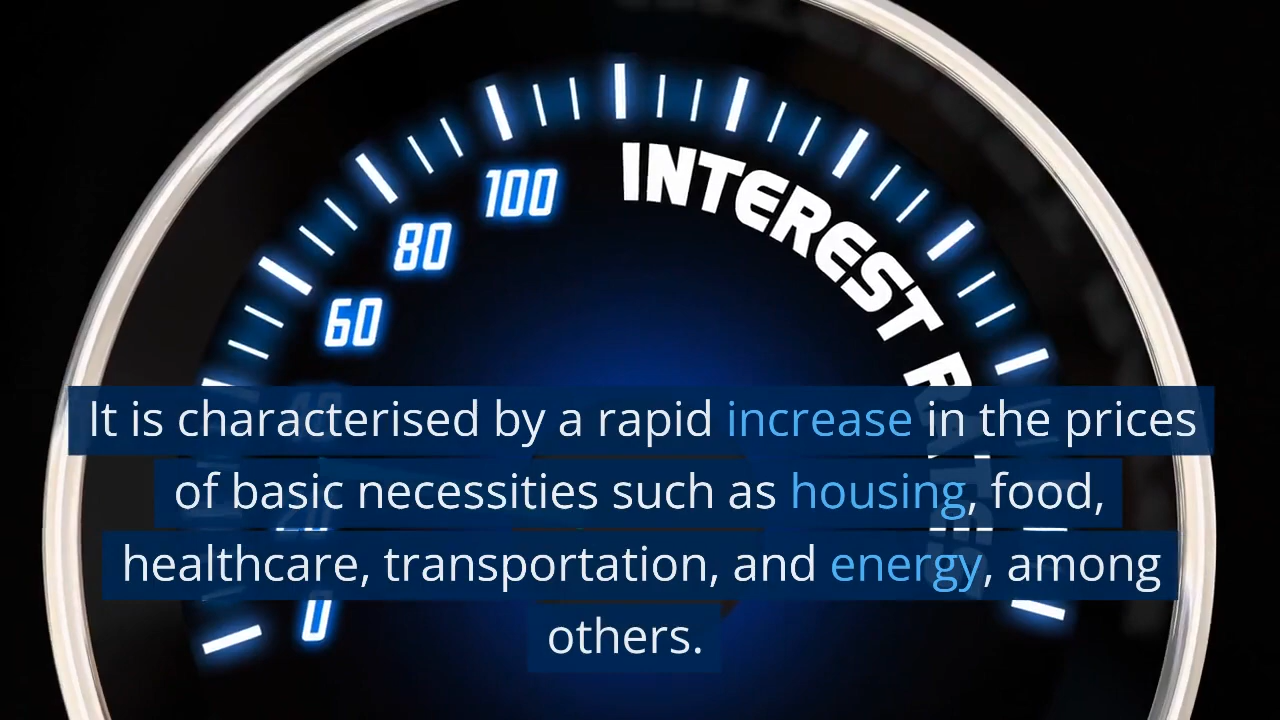 100
80
60
0
INTEREST RATES
It is characterised by a rapid increase in the prices
of basic necessities such as housing, food,
healthcare, transportation, and energy, among
others.